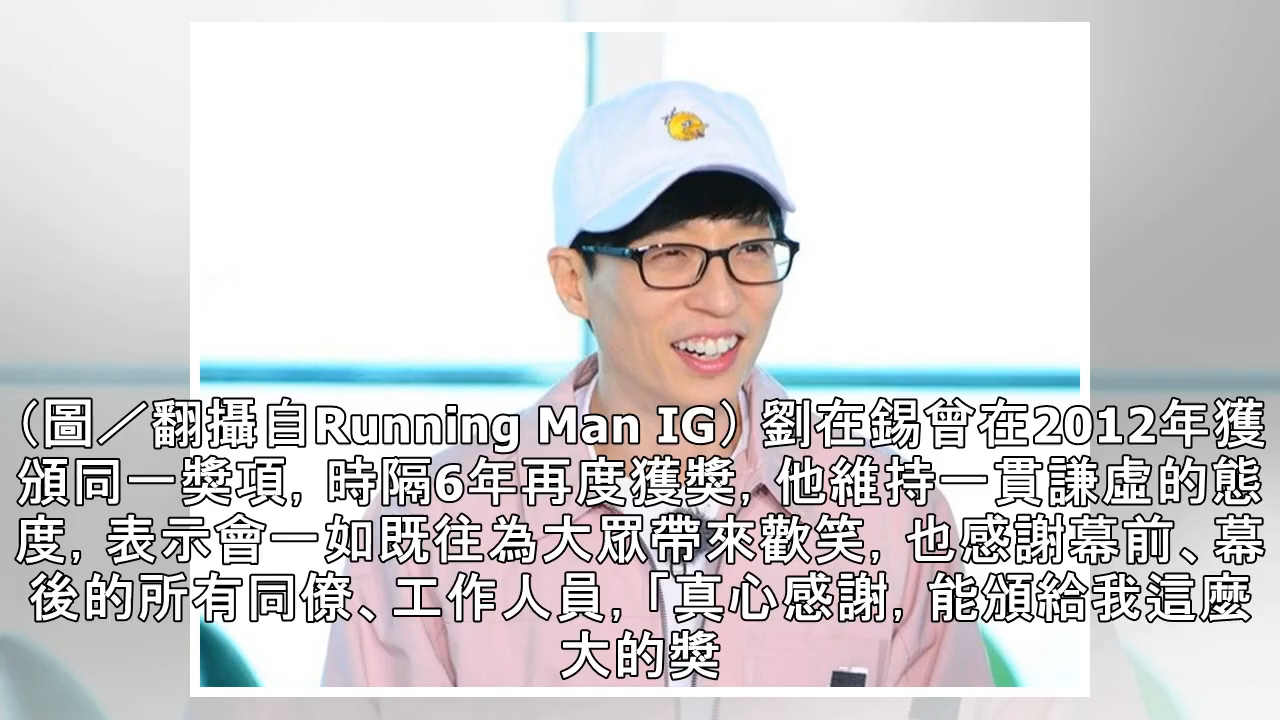 （圖／翻攝自Running Man IG）劉在錫曾在2012年獲
頒同一獎項，時隔6年再度獲獎，他維持一貫謙虛的態
度，表示會一如既往為大眾帶來歡笑，也感謝幕前、幕
後的所有同僚、工作人員，「真心感謝，能頒給我這麼
大的獎